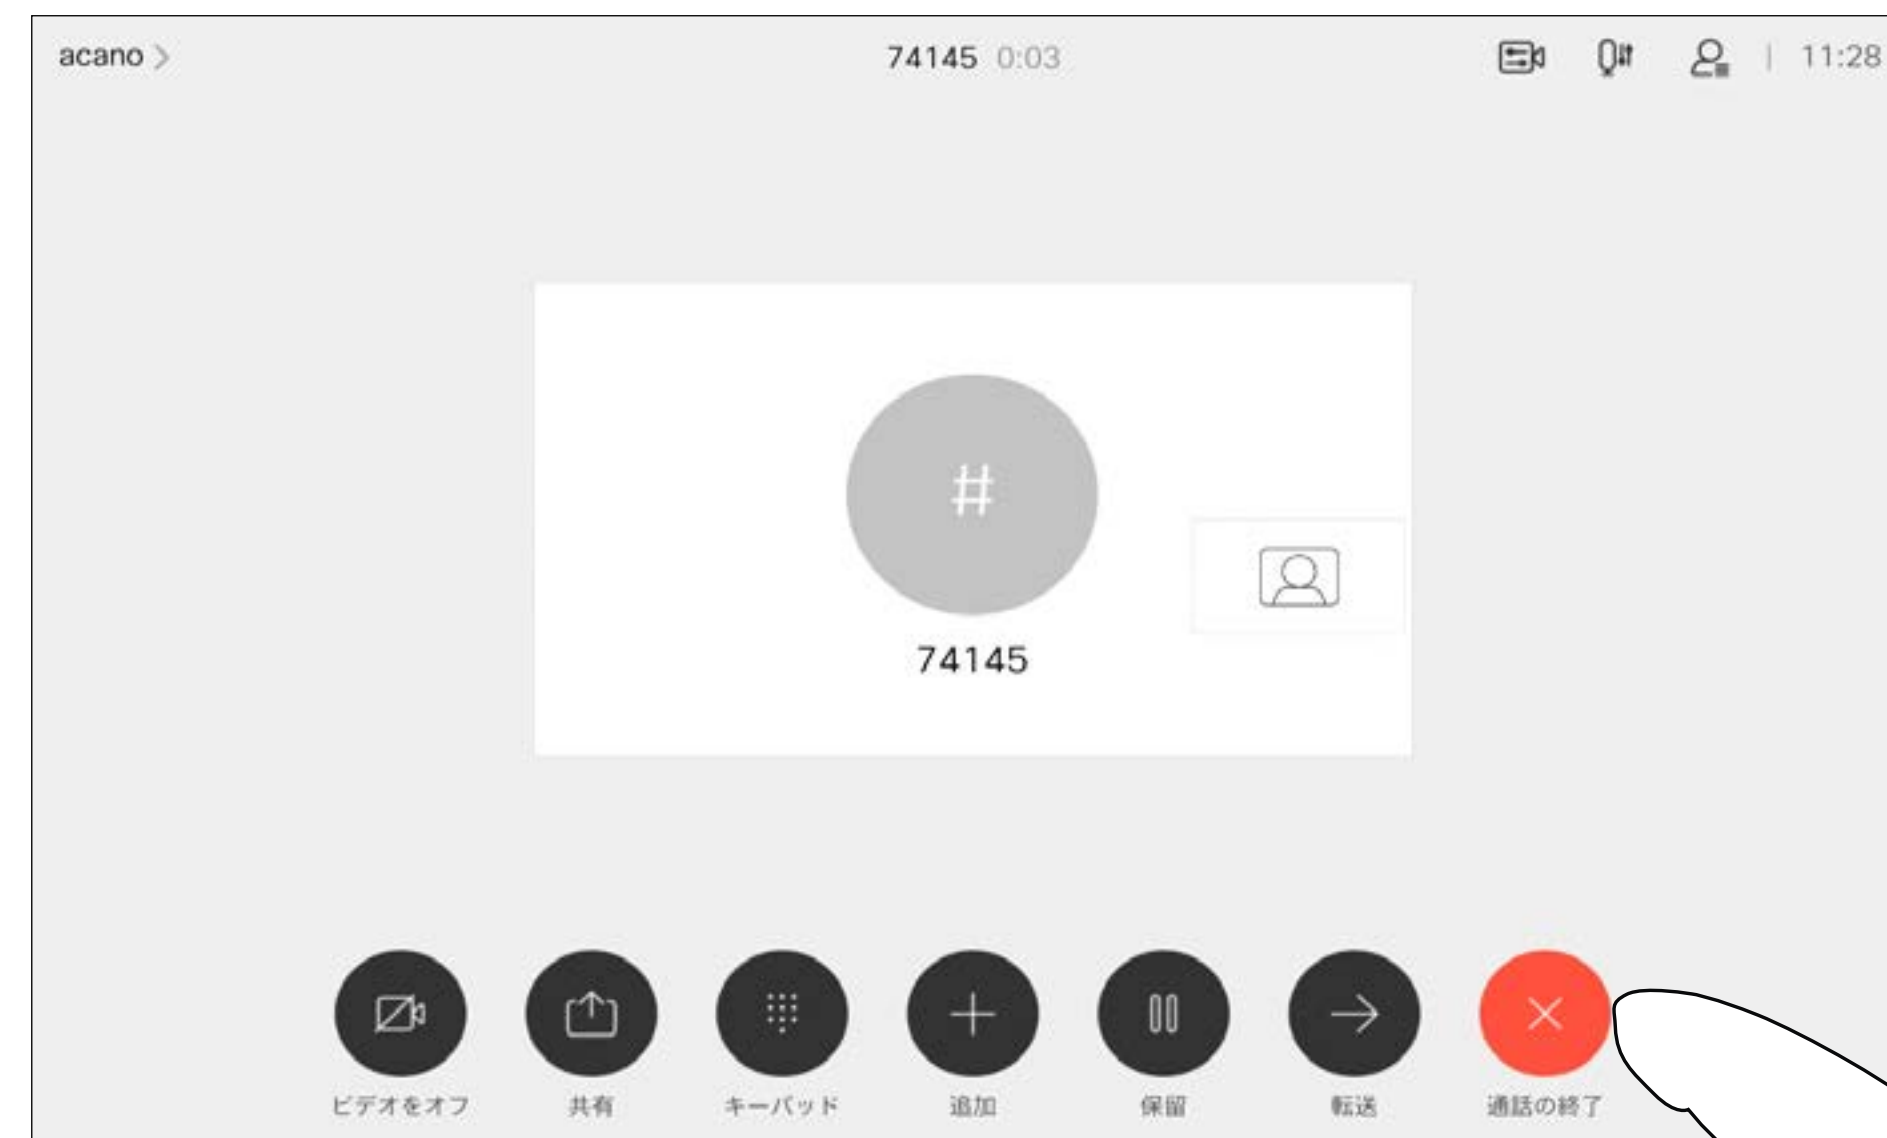 acano >
74145 0:03
11:28
#
74145
ビデオをオフ
共有
キーパッド
追加
保留
転送
通話の終了